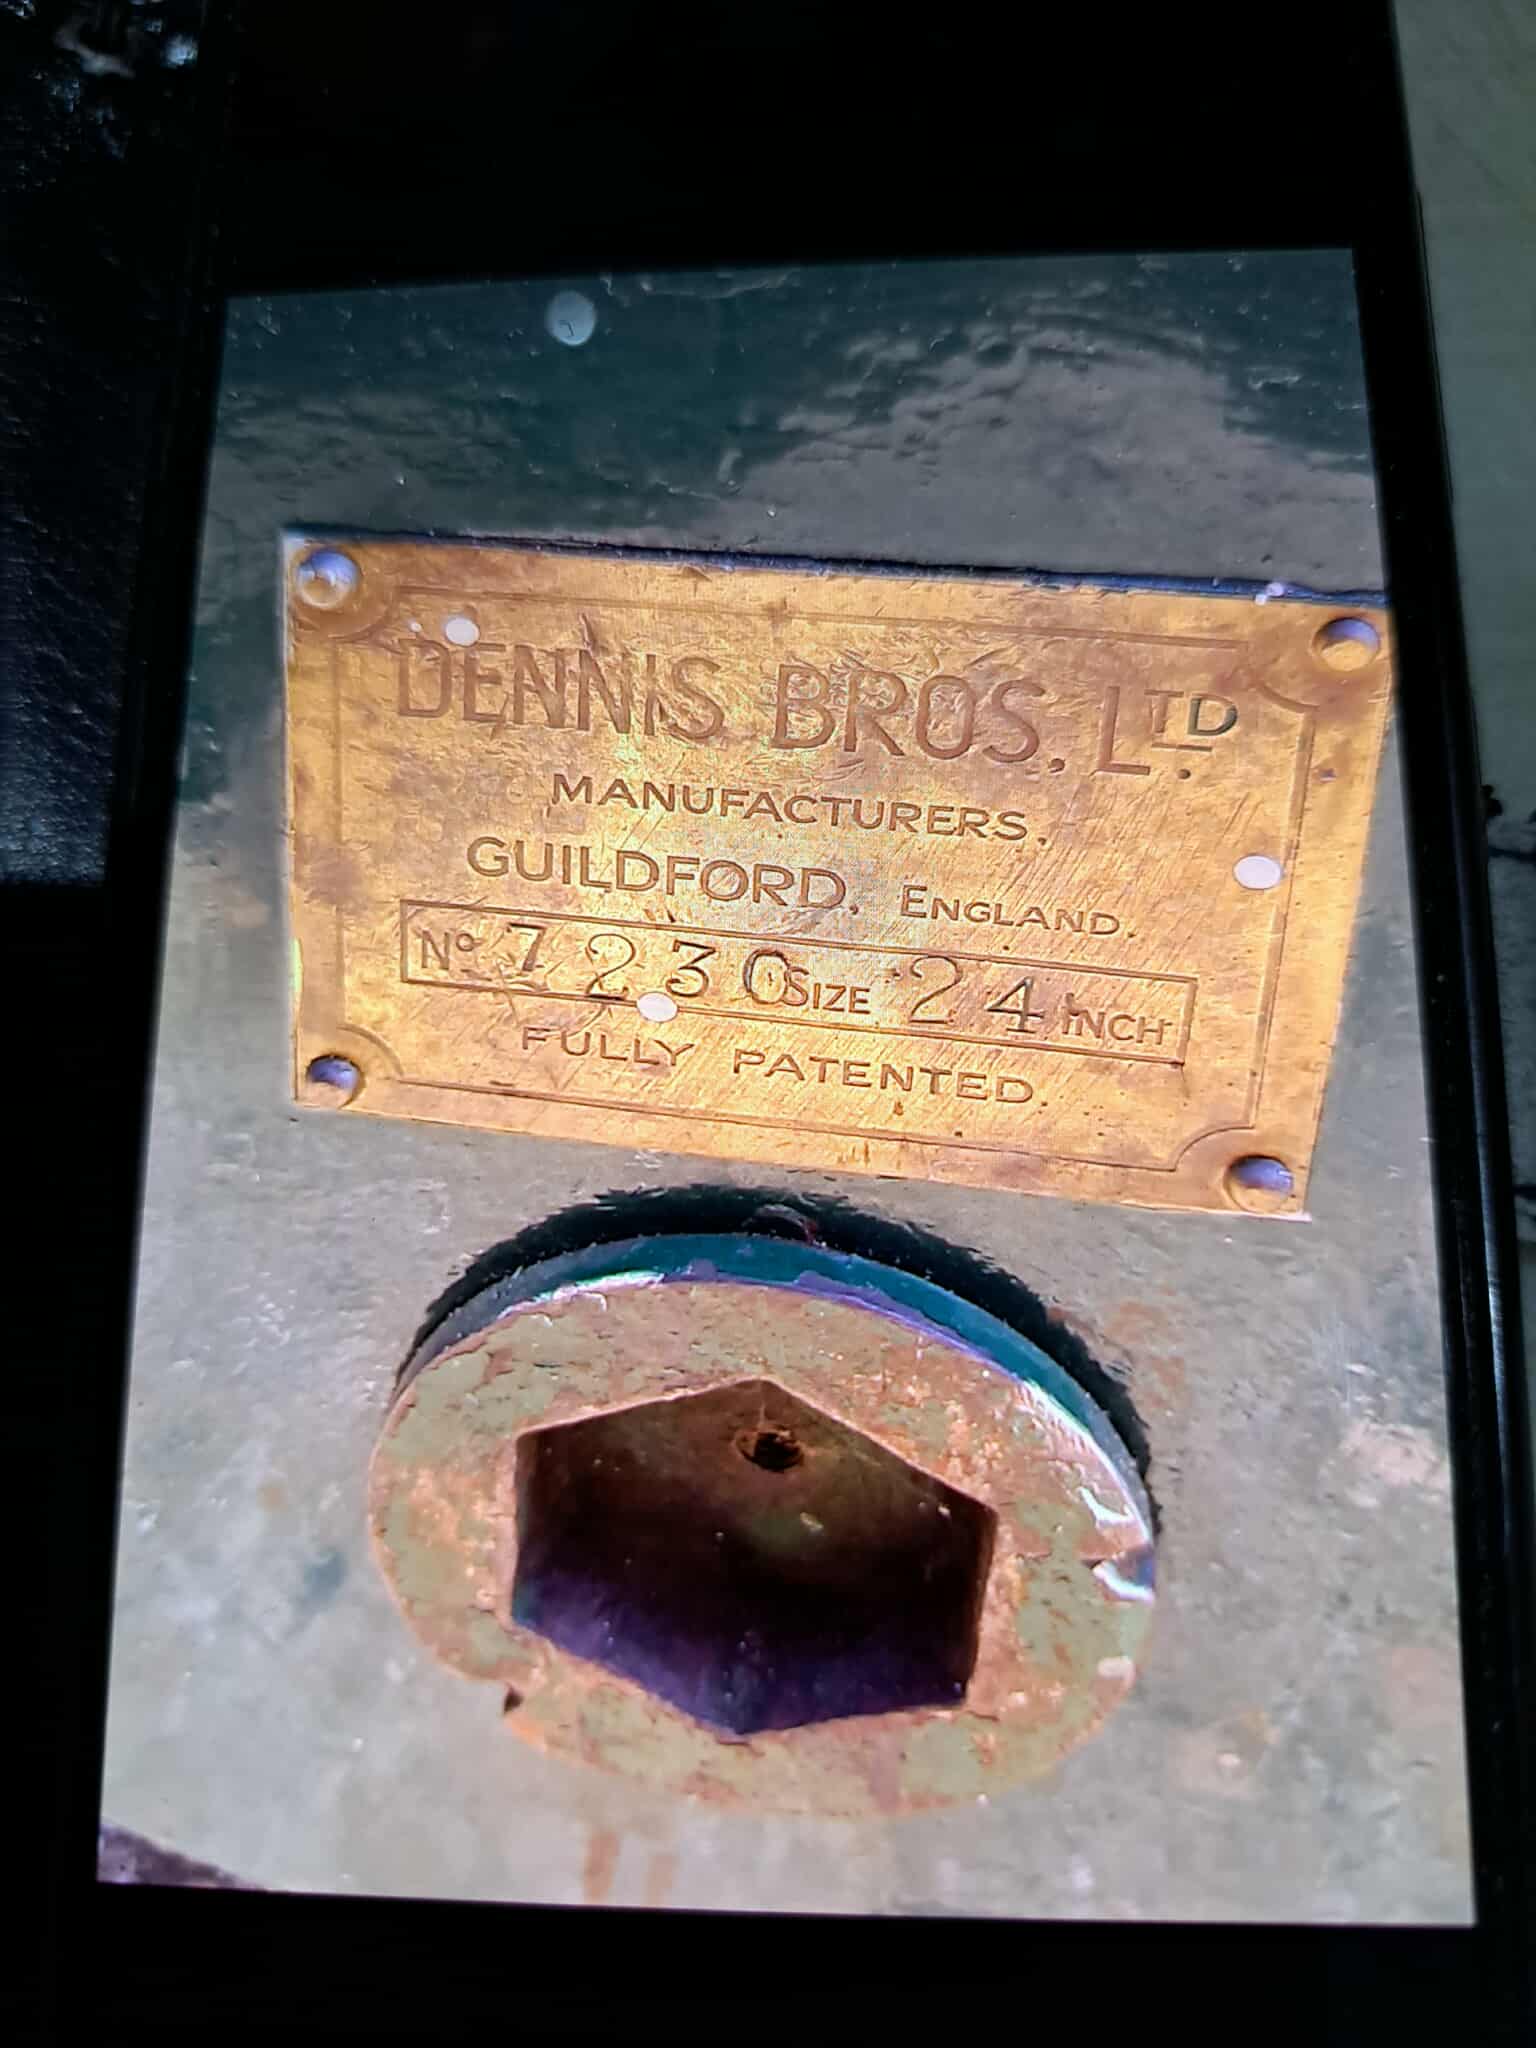 DENNIS BROS. LTD.
MANUFACTURERS.
GUILDFORD, ENGLAND.
No 7230 SIZE 24 INCH
FULLY PATENTED.